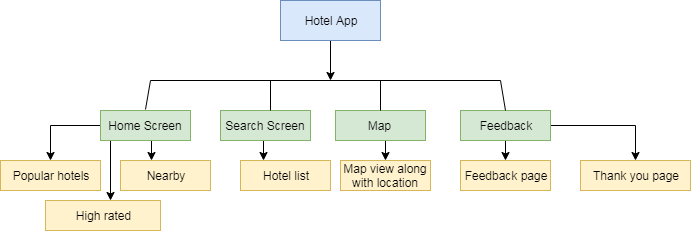 Hotel App
Home Screen
Search Screen
Map
Feedback
Popular hotels
Nearby
Hotel list
Map view along
with location
Feedback page
Thank you page
High rated